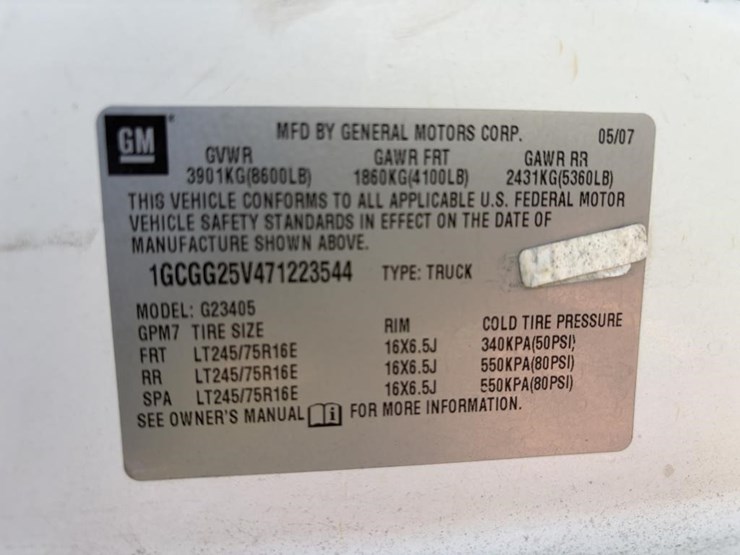 GM MFD BY GENERAL MOTORS CORP. 05/07
GVWR GAWR FRT GAWR RR
3901KG(8600LB) 1860KG(4100LB) 2431KG(5360LB)
THIS VEHICLE CONFORMS TO ALL APPLICABLE U.S. FEDERAL MOTOR
VEHICLE SAFETY STANDARDS IN EFFECT ON THE DATE OF
MANUFACTURE SHOWN ABOVE.
1GCGG25V471223544 TYPE: TRUCK
MODEL: G23405
GPM7 TIRE SIZE RIM COLD TIRE PRESSURE
FRT LT245/75R16E 16X6.5J 340KPA(50PSI)
RR LT245/75R16E 16X6.5J 550KPA(80PSI)
SPA LT245/75R16E 16X6.5J 550KPA(80PSI)
SEE OWNER'S MANUAL i FOR MORE INFORMATION.